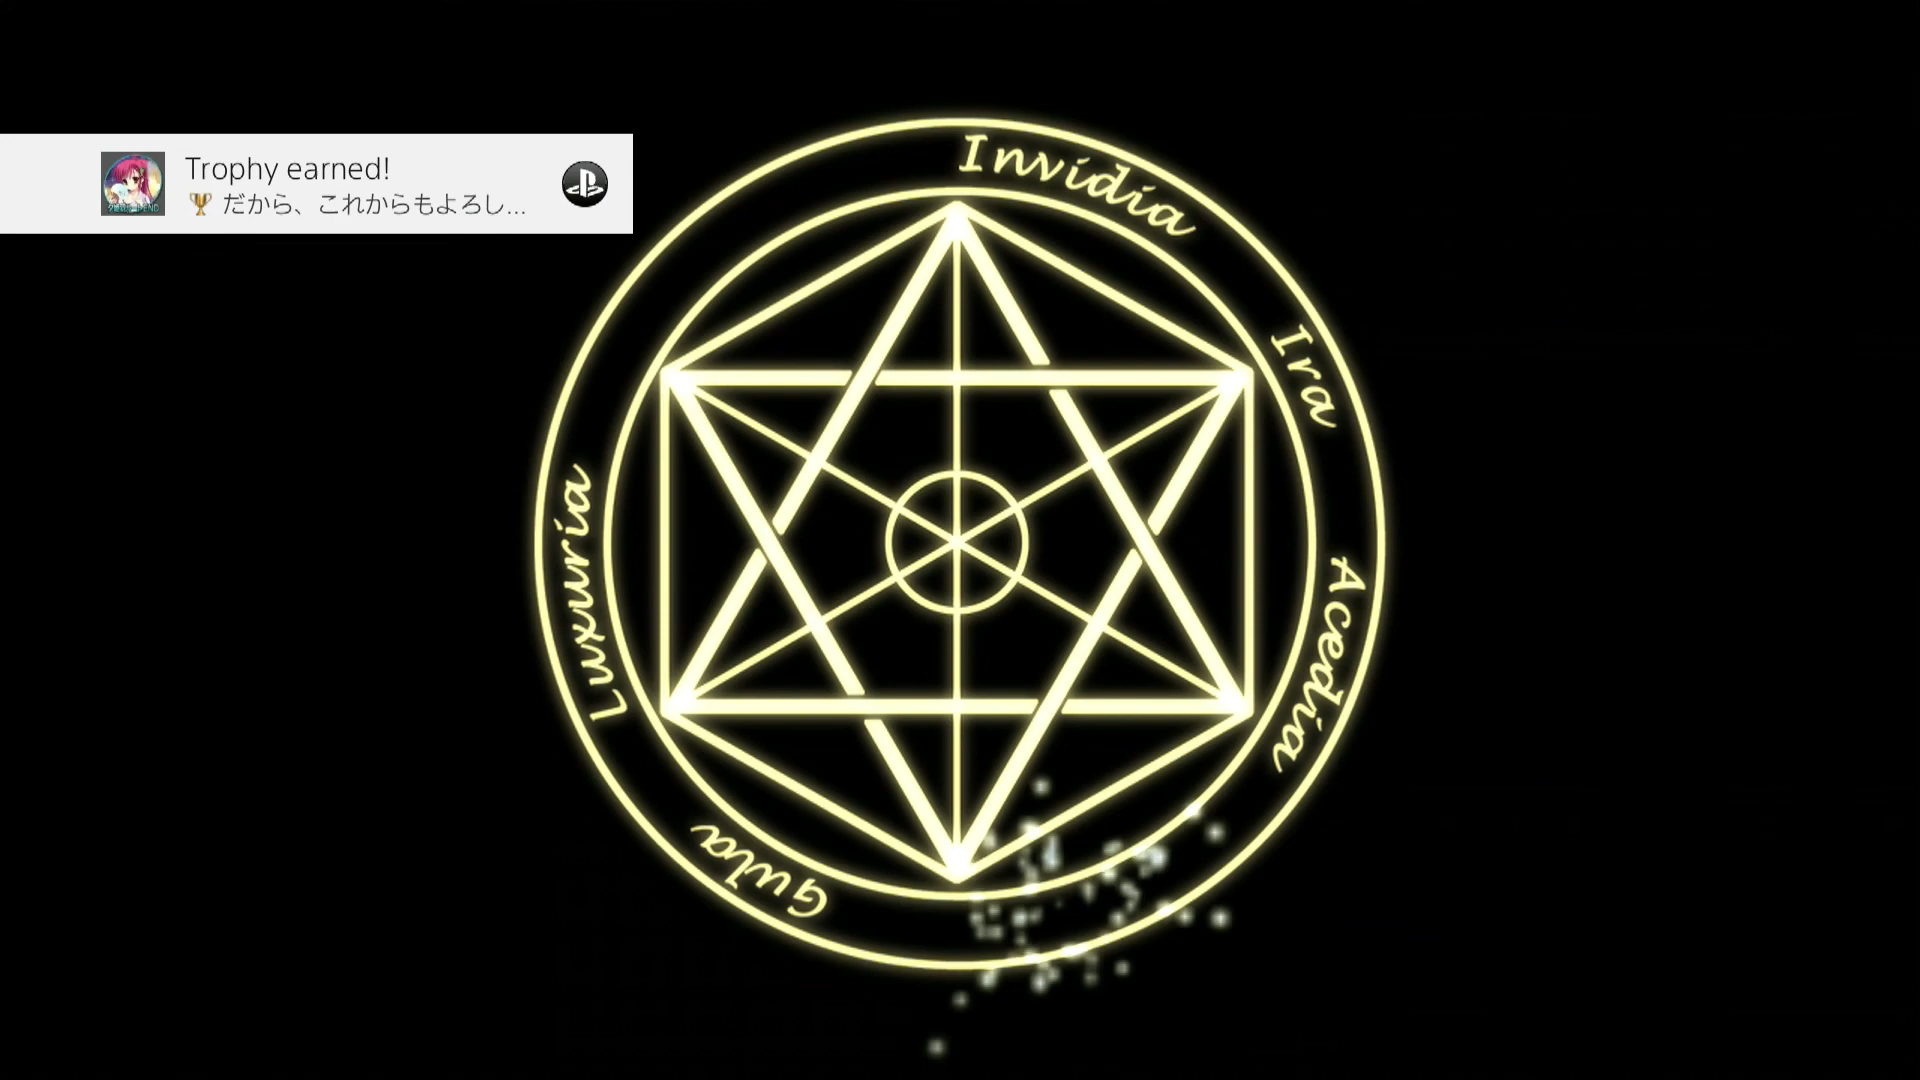 Trophy earned!
だから、これからもよろし...
Invidia
Ira
Acedia
Gula
Luxuria